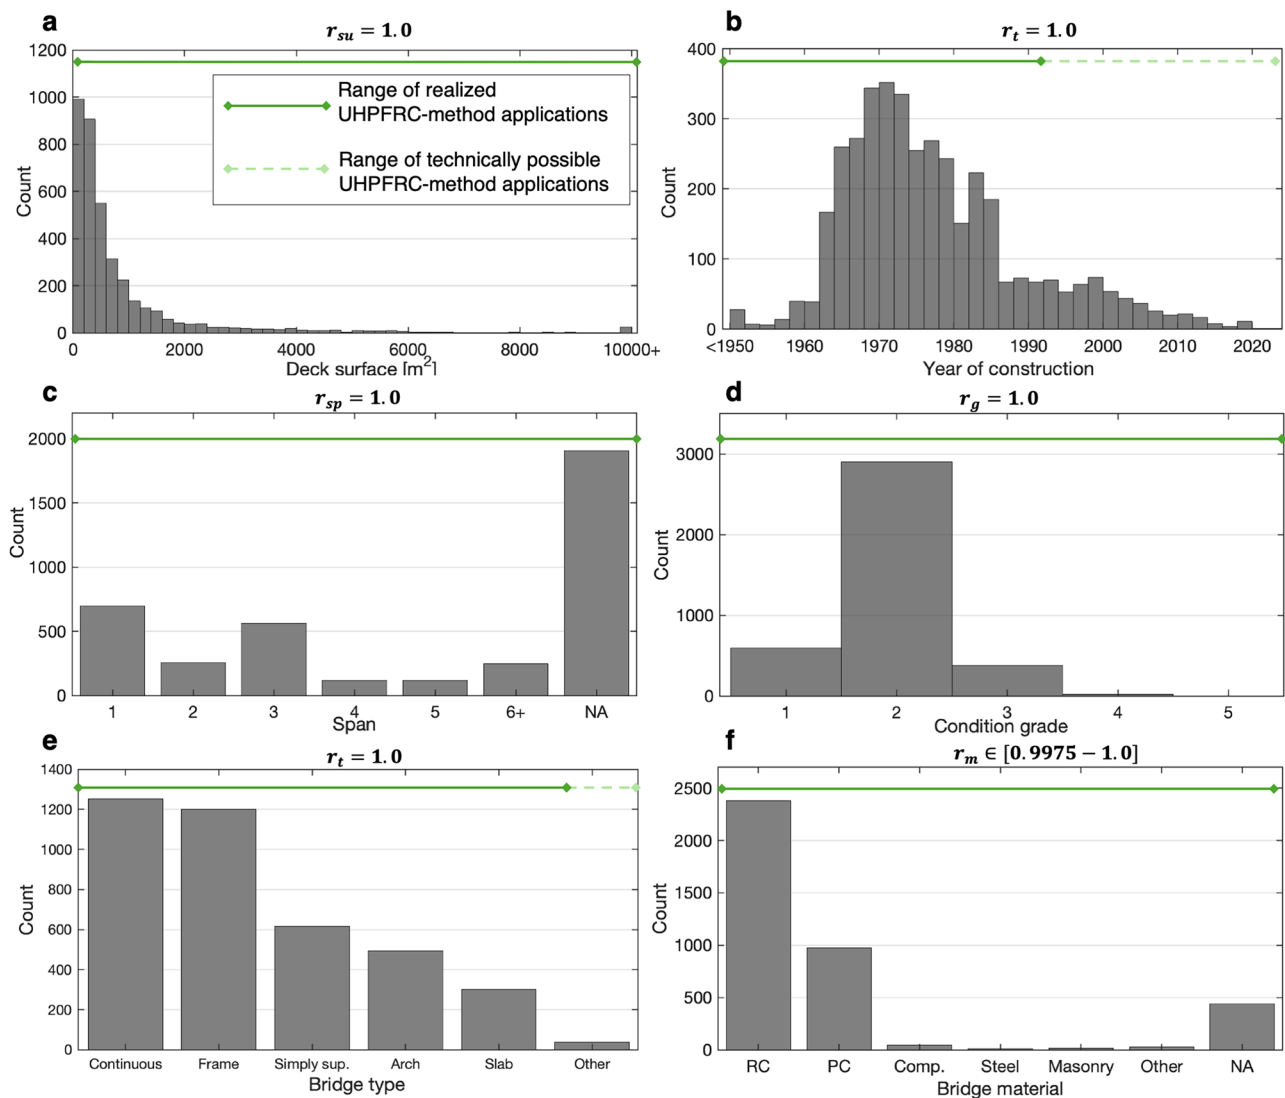 a
r_su = 1.0
1200
1000
800
600
400
200
0
Count
0 2000 4000 6000 8000 10000+
Deck surface [m²]
Range of realized
UHPFRC-method applications
Range of technically possible
UHPFRC-method applications
b
r_t = 1.0
400
300
200
100
0
Count
<1950 1960 1970 1980 1990 2000 2010 2020
Year of construction
c
r_sp = 1.0
2000
1500
1000
500
0
Count
1 2 3 4 5 6+ NA
Span
d
r_g = 1.0
3000
2000
1000
0
Count
1 2 3 4 5
Condition grade
e
r_t = 1.0
1400
1200
1000
800
600
400
200
0
Count
Continuous Frame Simply sup. Arch Slab Other
Bridge type
f
r_m ∈ [0.9975 − 1.0]
2500
2000
1500
1000
500
0
Count
RC PC Comp. Steel Masonry Other NA
Bridge material